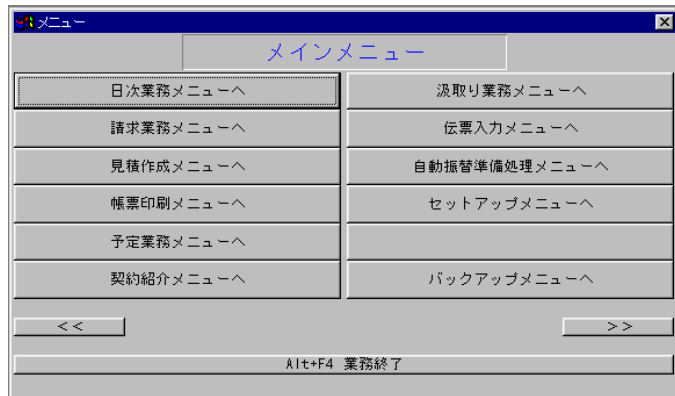 メニュー
メインメニュー
日次業務メニューへ
汲取り業務メニューへ
請求業務メニューへ
伝票入力メニューへ
見積作成メニューへ
自動振替準備処理メニューへ
帳票印刷メニューへ
セットアップメニューへ
予定業務メニューへ
契約紹介メニューへ
バックアップメニューへ
<<
>>
Alt+F4 業務終了